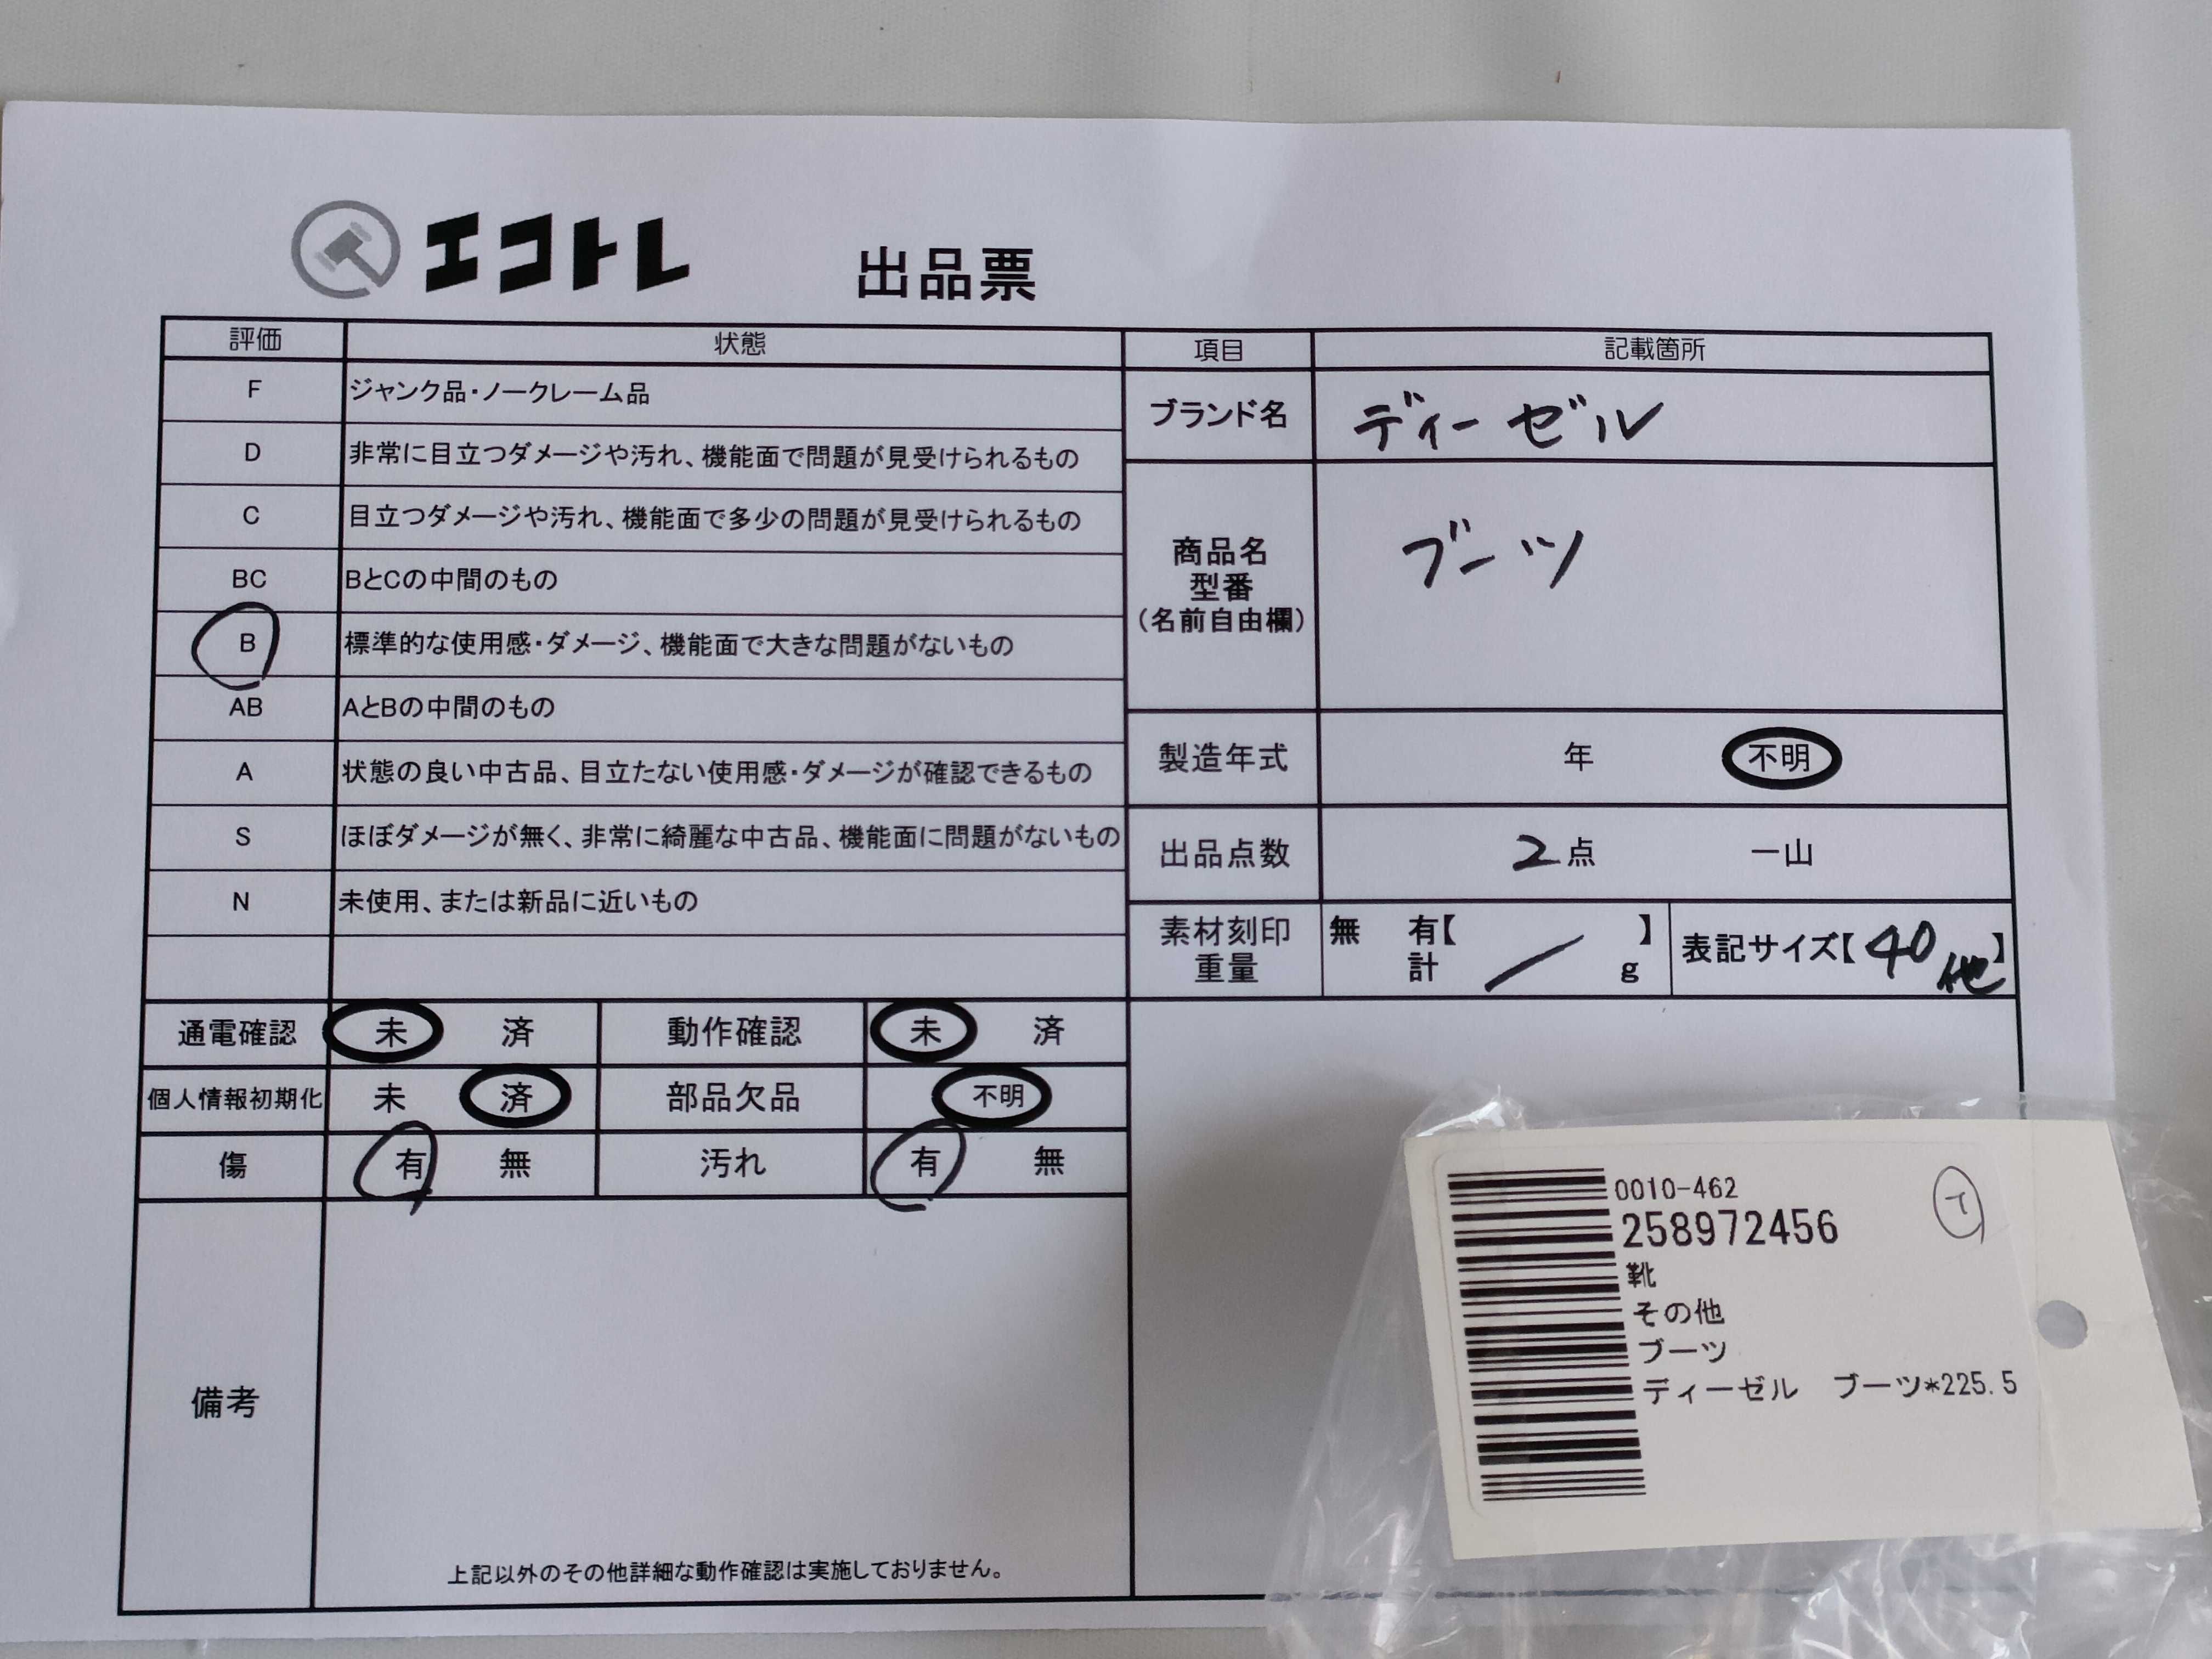 エコトレ 出品票
評価 状態
F ジャンク品・ノークレーム品
D 非常に目立つダメージや汚れ、機能面で問題が見受けられるもの
C 目立つダメージや汚れ、機能面で多少の問題が見受けられるもの
BC BとCの中間のもの
B 標準的な使用感・ダメージ、機能面で大きな問題がないもの
AB AとBの中間のもの
A 状態の良い中古品、目立たない使用感・ダメージが確認できるもの
S ほぼダメージが無く、非常に綺麗な中古品、機能面に問題がないもの
N 未使用、または新品に近いもの
通電確認 未 済 動作確認 未 済
個人情報初期化 未 済 部品欠品 不明
傷 有 無 汚れ 有 無
備考
上記以外のその他詳細な動作確認は実施しておりません。
項目 記載箇所
ブランド名 ディーゼル
商品名
型番
(名前自由欄)
ブーツ
製造年式 年 不明
出品点数 2点 一山
素材刻印 無 有【 】
重量 計 / g
表記サイズ【40他】
0010-462
258972456
靴
その他
ブーツ
ディーゼル ブーツ*225.5